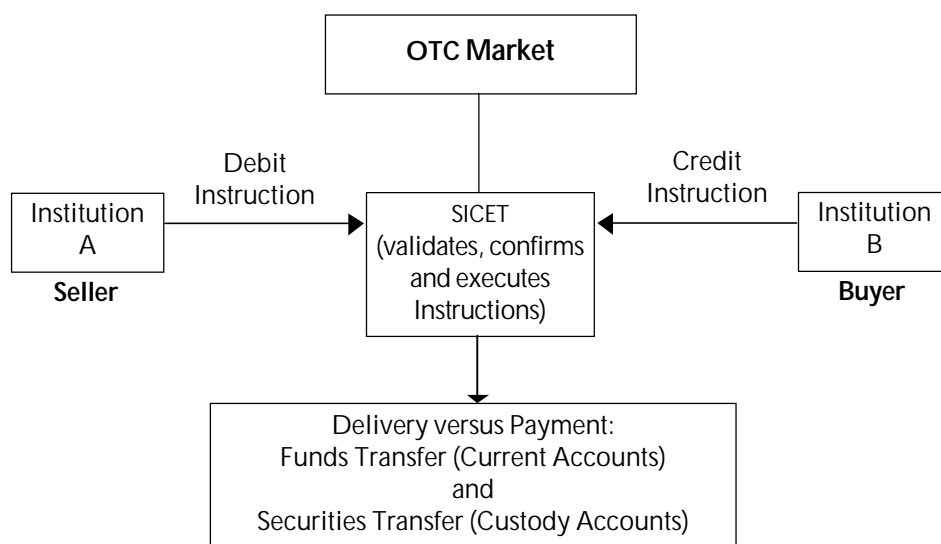 OTC Market
Debit
Instruction
Credit
Instruction
Institution
A
Seller
SICET
(validates, confirms
and executes
Instructions)
Institution
B
Buyer
Delivery versus Payment:
Funds Transfer (Current Accounts)
and
Securities Transfer (Custody Accounts)